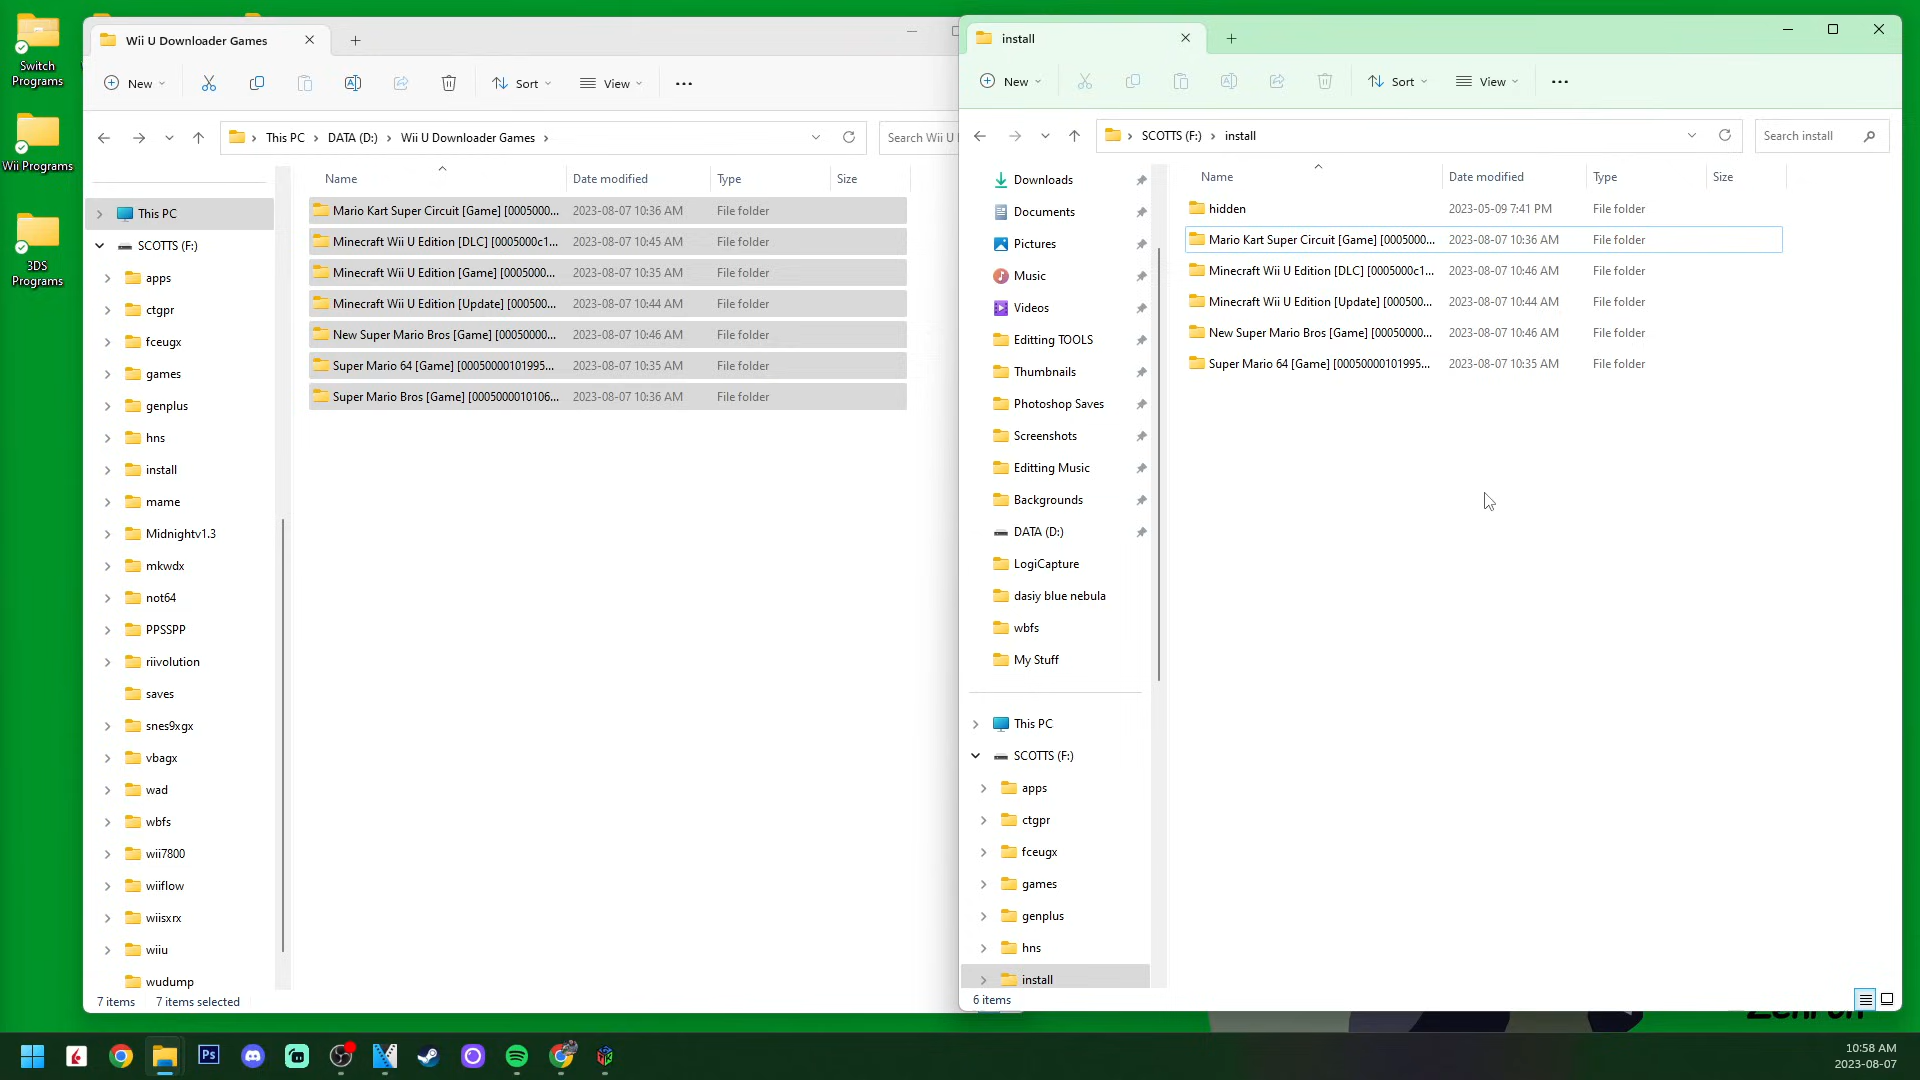 Switch
Programs
Wii Programs
3DS
Programs
Wii U Downloader Games
New
Sort
View
This PC
DATA (D:)
Wii U Downloader Games
Search Wii U
Name
Date modified
Type
Size
This PC
SCOTTS (F:)
apps
ctgpr
fceugx
games
genplus
hns
install
mame
Midnightv1.3
mkwdx
not64
PPSSPP
riivolution
saves
snes9xgx
vbagx
wad
wbfs
wii7800
wiiflow
wiisxrx
wiiu
wudump
Mario Kart Super Circuit [Game] [0005000... 2023-08-07 10:36 AM File folder
Minecraft Wii U Edition [DLC] [0005000c1... 2023-08-07 10:45 AM File folder
Minecraft Wii U Edition [Game] [0005000... 2023-08-07 10:35 AM File folder
Minecraft Wii U Edition [Update] [000500... 2023-08-07 10:44 AM File folder
New Super Mario Bros [Game] [00050000... 2023-08-07 10:46 AM File folder
Super Mario 64 [Game] [00050000101995... 2023-08-07 10:35 AM File folder
Super Mario Bros [Game] [0005000010106... 2023-08-07 10:36 AM File folder
7 items 7 items selected
install
New
Sort
View
SCOTTS (F:)
install
Search install
Name
Date modified
Type
Size
Downloads
Documents
Pictures
Music
Videos
Editting TOOLS
Thumbnails
Photoshop Saves
Screenshots
Editting Music
Backgrounds
DATA (D:)
LogiCapture
dasiy blue nebula
wbfs
My Stuff
This PC
SCOTTS (F:)
apps
ctgpr
fceugx
games
genplus
hns
install
hidden 2023-05-09 7:41 PM File folder
Mario Kart Super Circuit [Game] [0005000... 2023-08-07 10:36 AM File folder
Minecraft Wii U Edition [DLC] [0005000c1... 2023-08-07 10:46 AM File folder
Minecraft Wii U Edition [Update] [000500... 2023-08-07 10:44 AM File folder
New Super Mario Bros [Game] [00050000... 2023-08-07 10:46 AM File folder
Super Mario 64 [Game] [00050000101995... 2023-08-07 10:35 AM File folder
6 items
Ps
10:58 AM
2023-08-07